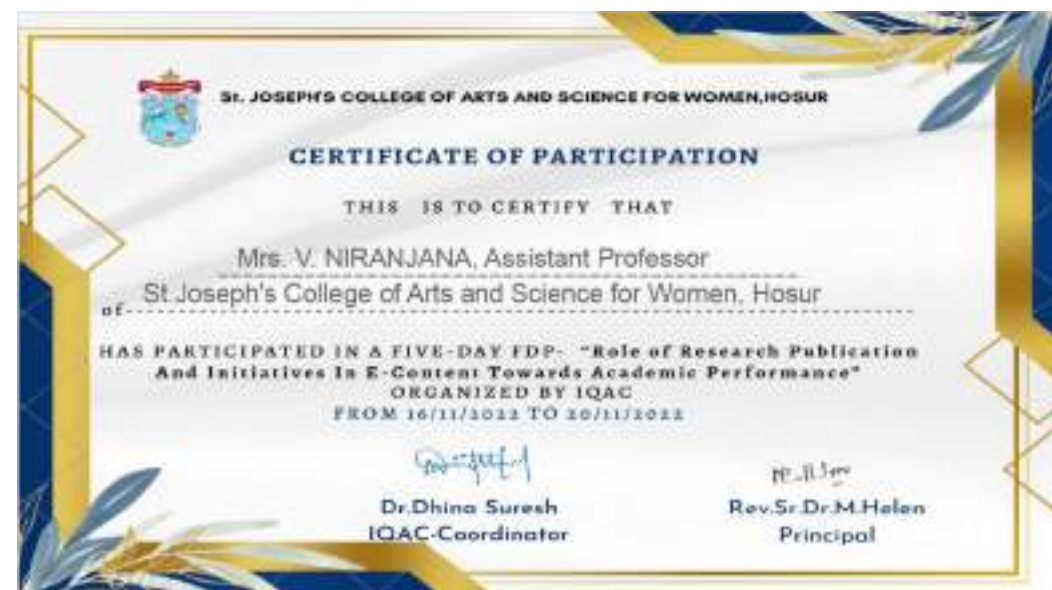 St. JOSEPH'S COLLEGE OF ARTS AND SCIENCE FOR WOMEN,HOSUR
CERTIFICATE OF PARTICIPATION
THIS IS TO CERTIFY THAT
Mrs. V. NIRANJANA, Assistant Professor
of St.Joseph's College of Arts and Science for Women, Hosur
HAS PARTICIPATED IN A FIVE-DAY FDP- "Role of Research Publication
And Initiatives In E-Content Towards Academic Performance"
ORGANIZED BY IQAC
FROM 16/11/2022 TO 20/11/2022
Dr.Dhina Suresh Rev.Sr.Dr.M.Helen
IQAC-Coordinator Principal